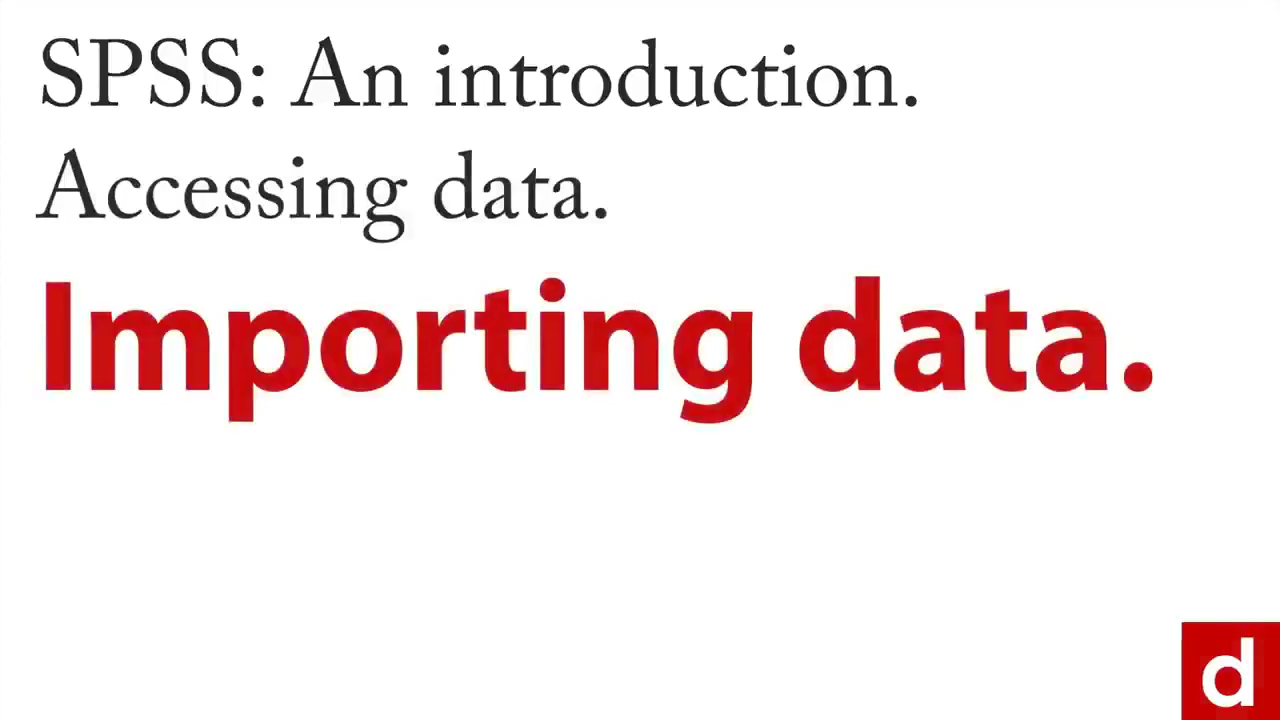 SPSS: An introduction.
Accessing data.
Importing data.
d